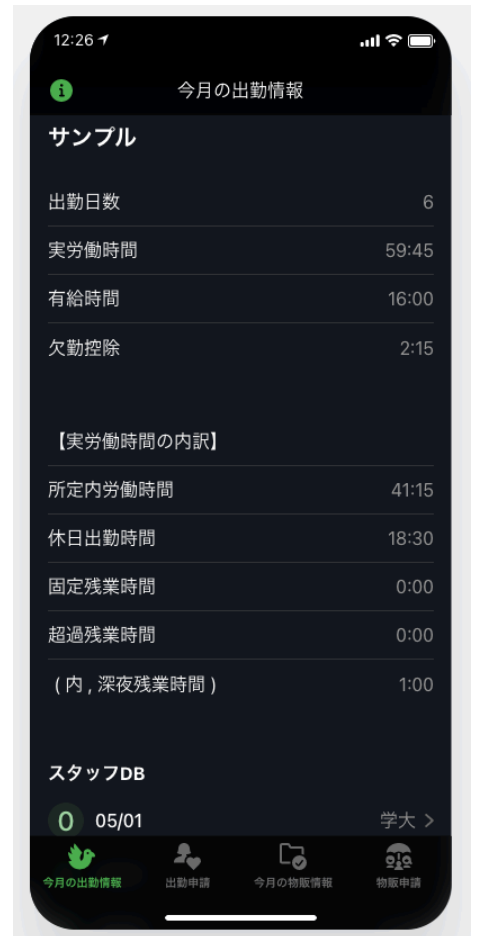 12:26
今月の出勤情報
サンプル
出勤日数 6
実労働時間 59:45
有給時間 16:00
欠勤控除 2:15
【実労働時間の内訳】
所定内労働時間 41:15
休日出勤時間 18:30
固定残業時間 0:00
超過残業時間 0:00
( 内 , 深夜残業時間 ) 1:00
スタッフDB
0 05/01 学大 >
今月の出勤情報 出勤申請 今月の物販情報 物販申請